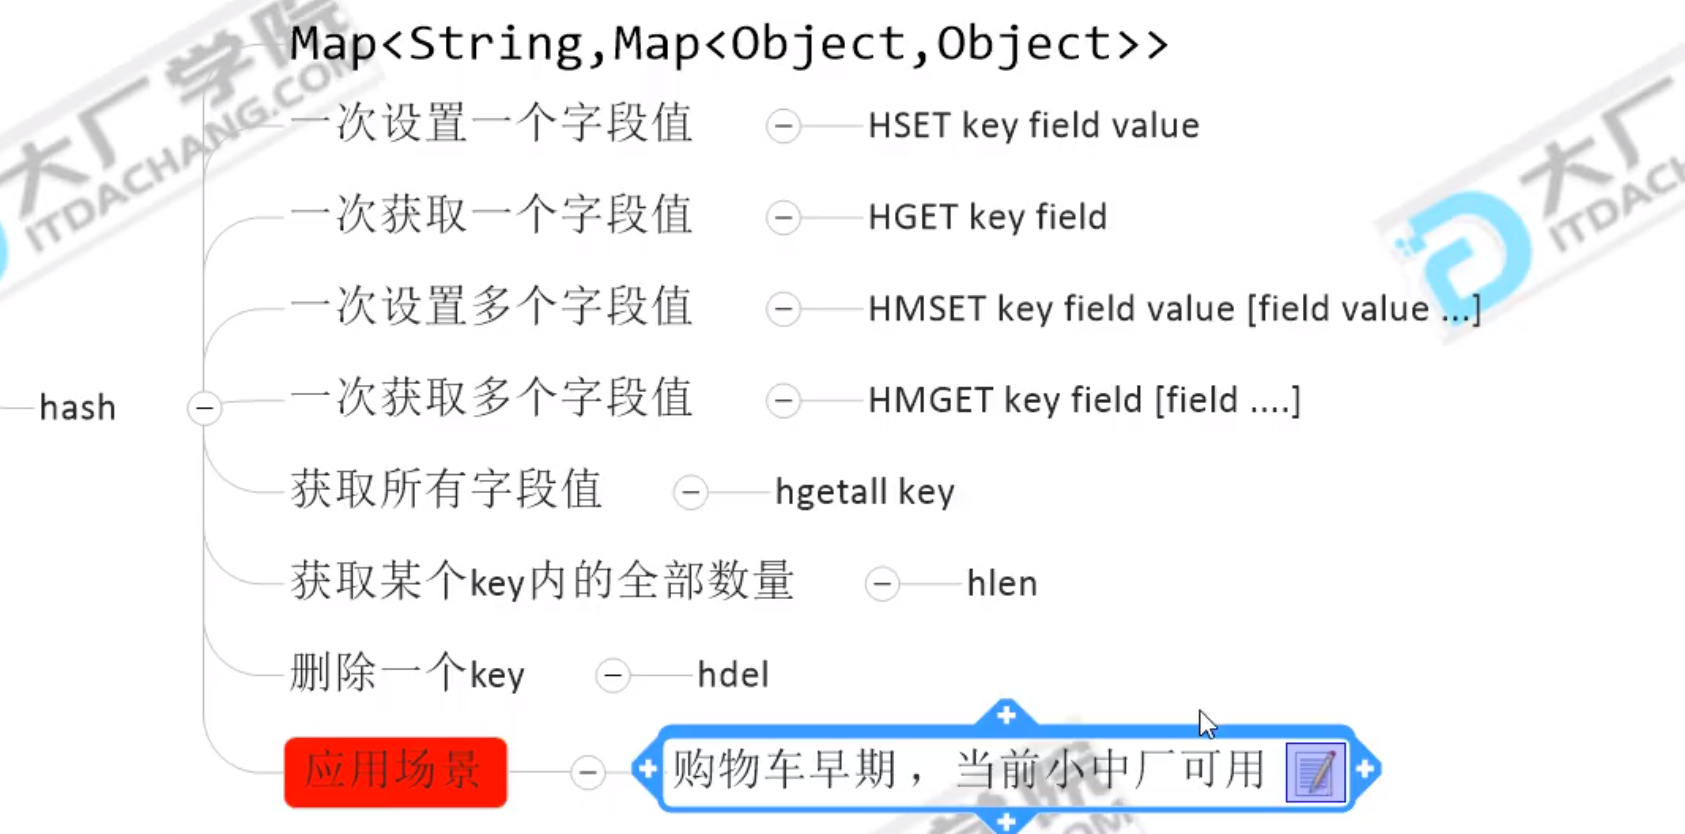 Map<String,Map<Object,Object>>
一次设置一个字段值 HSET key field value
一次获取一个字段值 HGET key field
一次设置多个字段值 HMSET key field value [field value ...]
一次获取多个字段值 HMGET key field [field ....]
hash
获取所有字段值 hgetall key
获取某个key内的全部数量 hlen
删除一个key hdel
应用场景 购物车早期，当前小中厂可用
大厂学院
ITDACHANG.COM
大厂
ITDACH